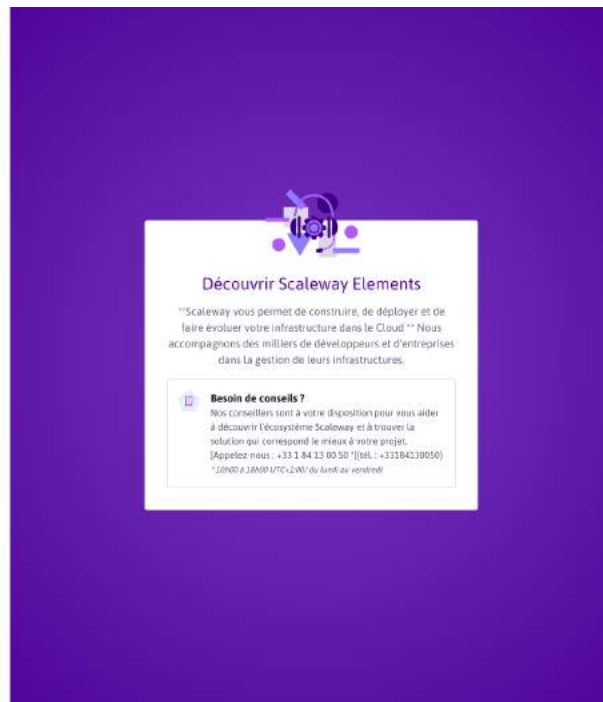 Découvrir Scaleway Elements
**Scaleway vous permet de construire, de déployer et de
faire évoluer votre infrastructure dans le Cloud ** Nous
accompagnons des milliers de développeurs et d'entreprises
dans la gestion de leurs infrastructures.
Besoin de conseils ?
Nos conseillers sont à votre disposition pour vous aider
à découvrir l'écosystème Scaleway et à trouver la
solution qui correspond le mieux à votre projet.
[Appelez-nous : +33 1 84 13 00 50 *](tél. : +33184130050)
* 10h00 à 18h00 UTC+2:00/ du lundi au vendredi